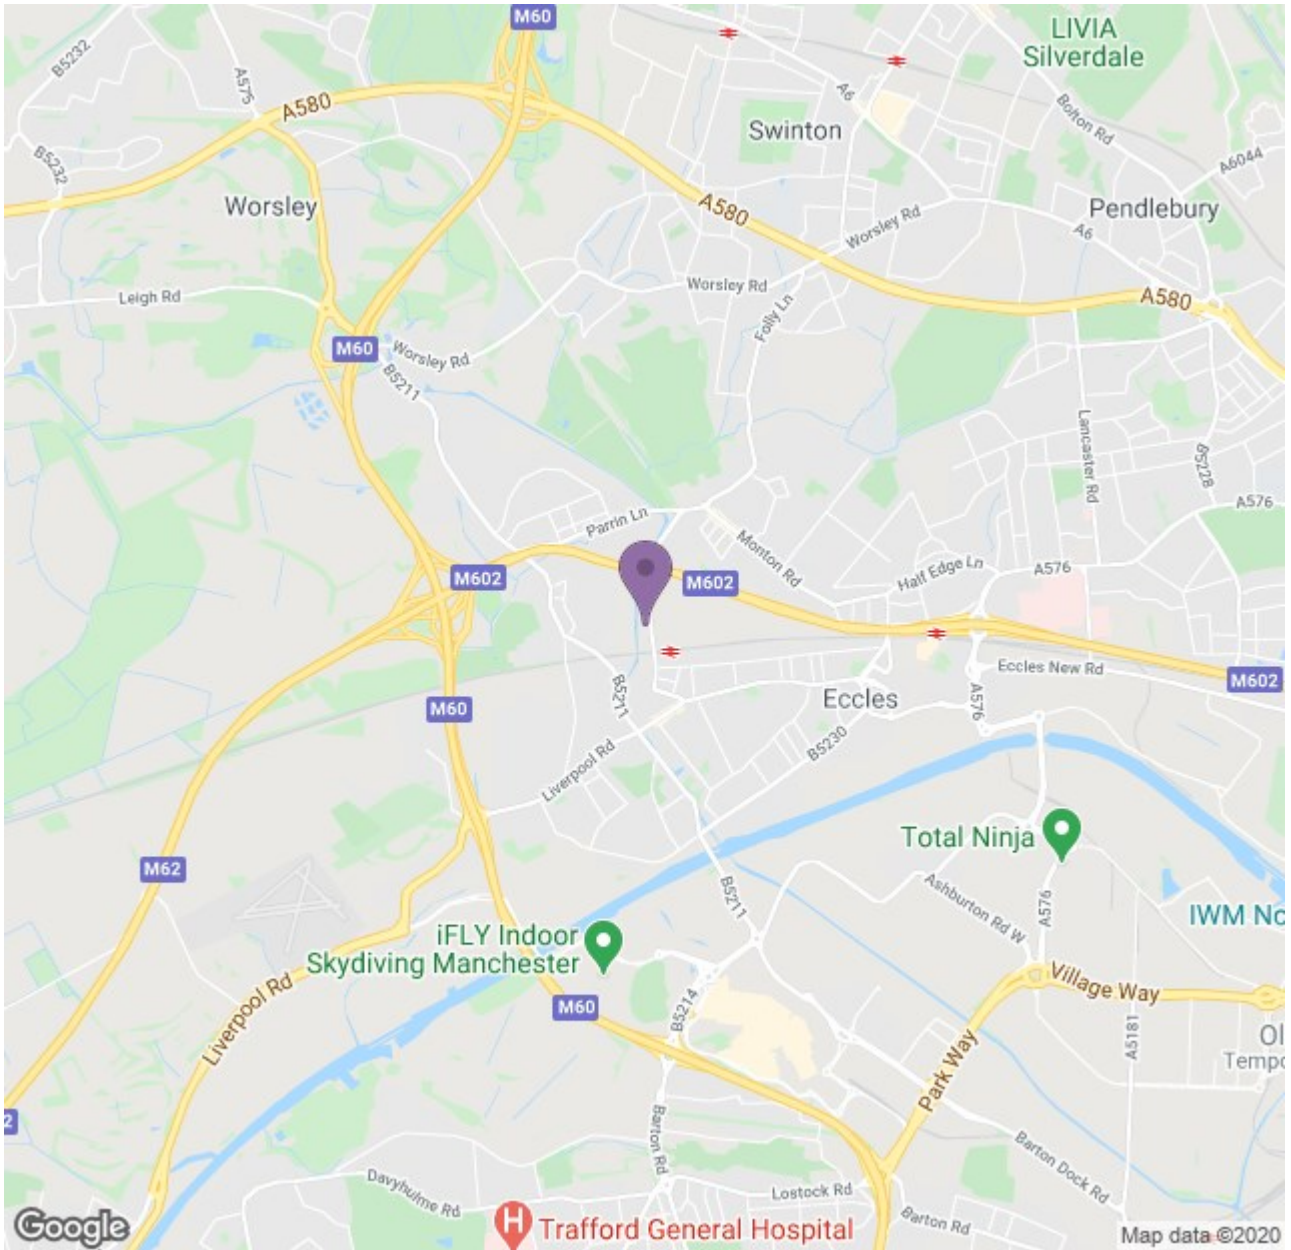 M60
LIVIA
Silverdale
B5232
A575
A580
A6
Swinton
Bolton Rd
B5232
A6044
Worsley
A580
Worsley Rd
Pendlebury
A6
Leigh Rd
Worsley Rd
A580
Folly Ln
M60
Worsley Rd
B5211
Lancaster Rd
B5228
A576
Parrin Ln
Monton Rd
M602
M602
Half Edge Ln
A576
Eccles New Rd
M602
B5211
Eccles
A576
M60
B5230
Liverpool Rd
Total Ninja
M62
B5211
Ashburton Rd W
A576
IWM No
iFLY Indoor
Skydiving Manchester
Village Way
M60
B5214
Liverpool Rd
A5181
Ol
Tempo
Park Way
2
Barton Rd
Barton Dock Rd
Davyhulme Rd
Lostock Rd
Barton Rd
H
Trafford General Hospital
Google
Map data ©2020